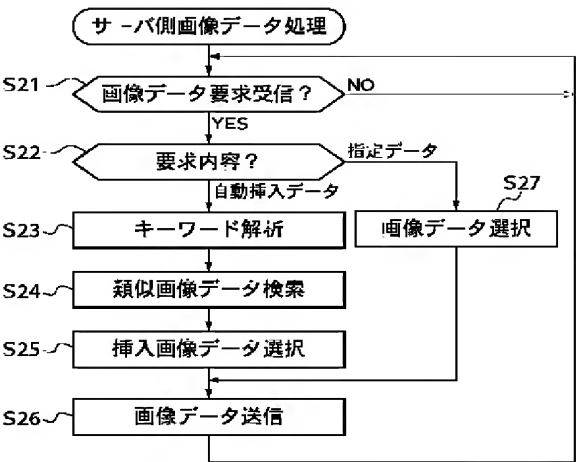 サーバ側画像データ処理
S21
画像データ要求受信?
NO
YES
S22
要求内容?
指定データ
自動挿入データ
S27
S23
キーワード解析
画像データ選択
S24
類似画像データ検索
S25
挿入画像データ選択
S26
画像データ送信